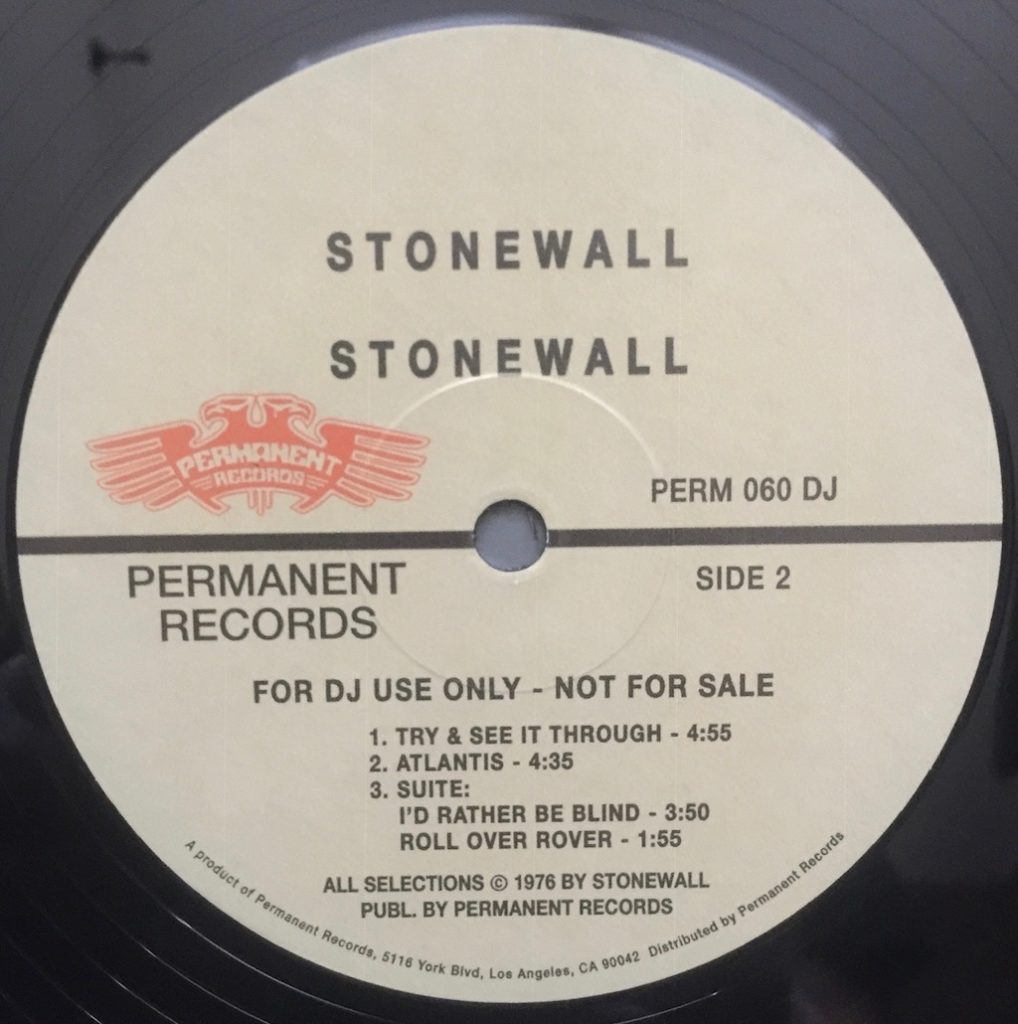 STONEWALL
STONEWALL
PERMANENT
RECORDS
PERM 060 DJ
PERMANENT
RECORDS
SIDE 2
FOR DJ USE ONLY - NOT FOR SALE
1. TRY & SEE IT THROUGH - 4:55
2. ATLANTIS - 4:35
3. SUITE:
I'D RATHER BE BLIND - 3:50
ROLL OVER ROVER - 1:55
ALL SELECTIONS © 1976 BY STONEWALL
PUBL. BY PERMANENT RECORDS
A product of Permanent Records, 5116 York Blvd, Los Angeles, CA 90042 Distributed by Permanent Records